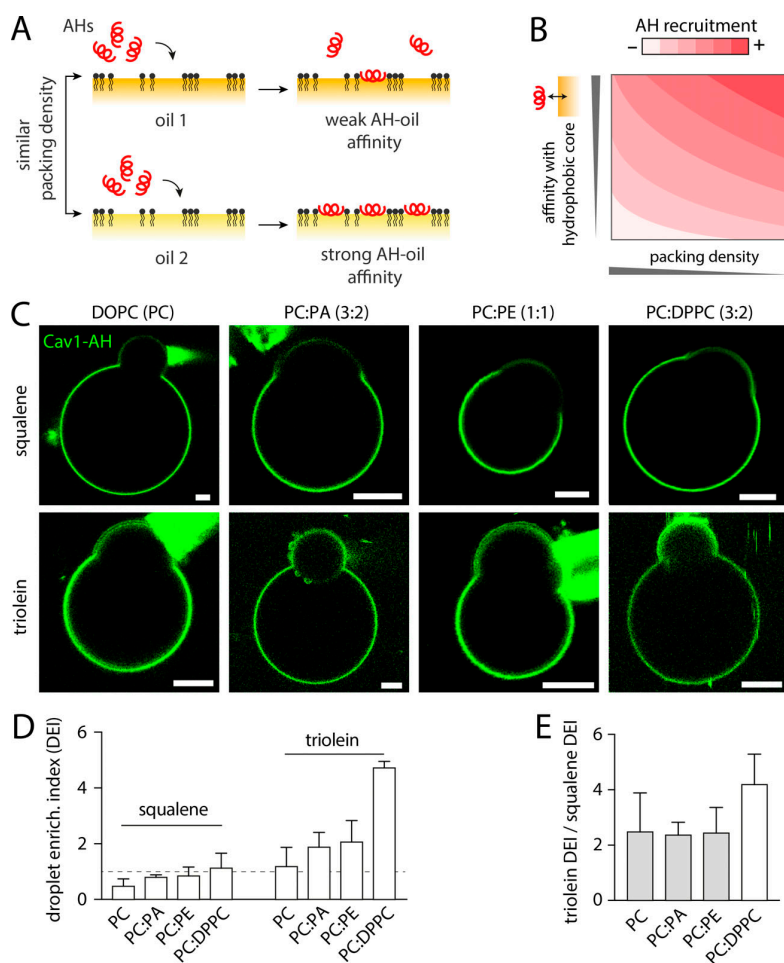 A
AHs
similar
packing density
oil 1
weak AH-oil
affinity
oil 2
strong AH-oil
affinity
B
AH recruitment
– +
affinity with
hydrophobic core
packing density
C
DOPC (PC)
PC:PA (3:2)
PC:PE (1:1)
PC:DPPC (3:2)
Cav1-AH
squalene
triolein
D
droplet enrich. index (DEI)
6
4
2
0
squalene
triolein
PC
PC:PA
PC:PE
PC:DPPC
PC
PC:PA
PC:PE
PC:DPPC
E
triolein DEI / squalene DEI
6
4
2
0
PC
PC:PA
PC:PE
PC:DPPC